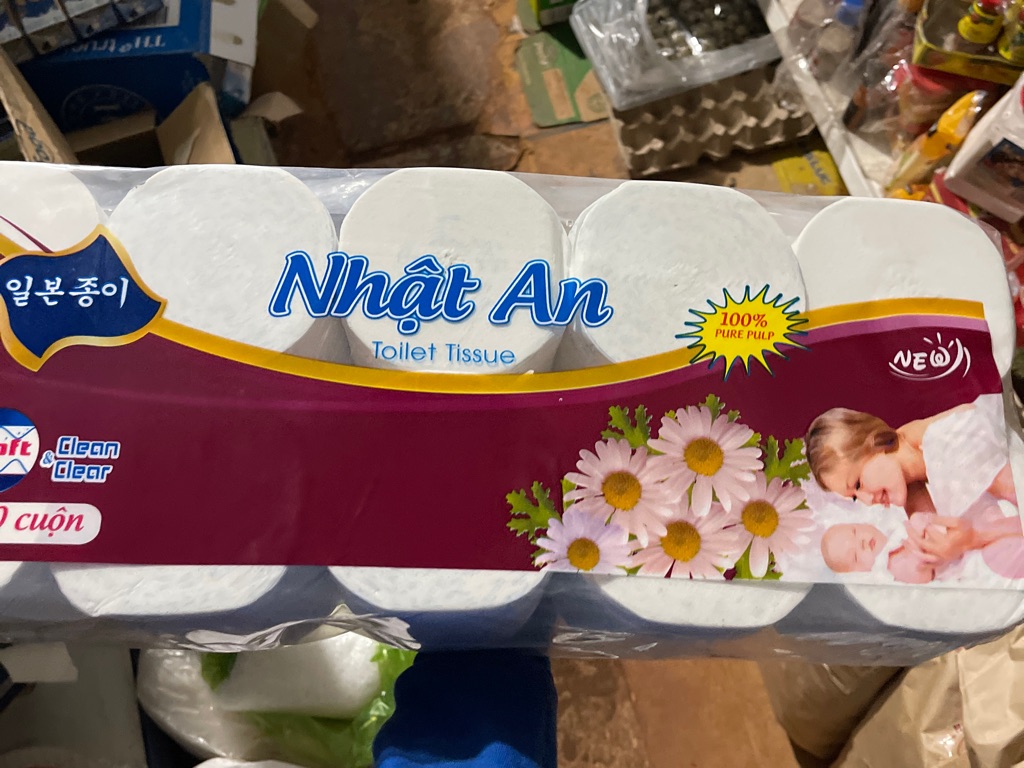 일본종이
Nhật An
Toilet Tissue
100%
PURE PULP
NEW
Clean
& Clear
cuộn